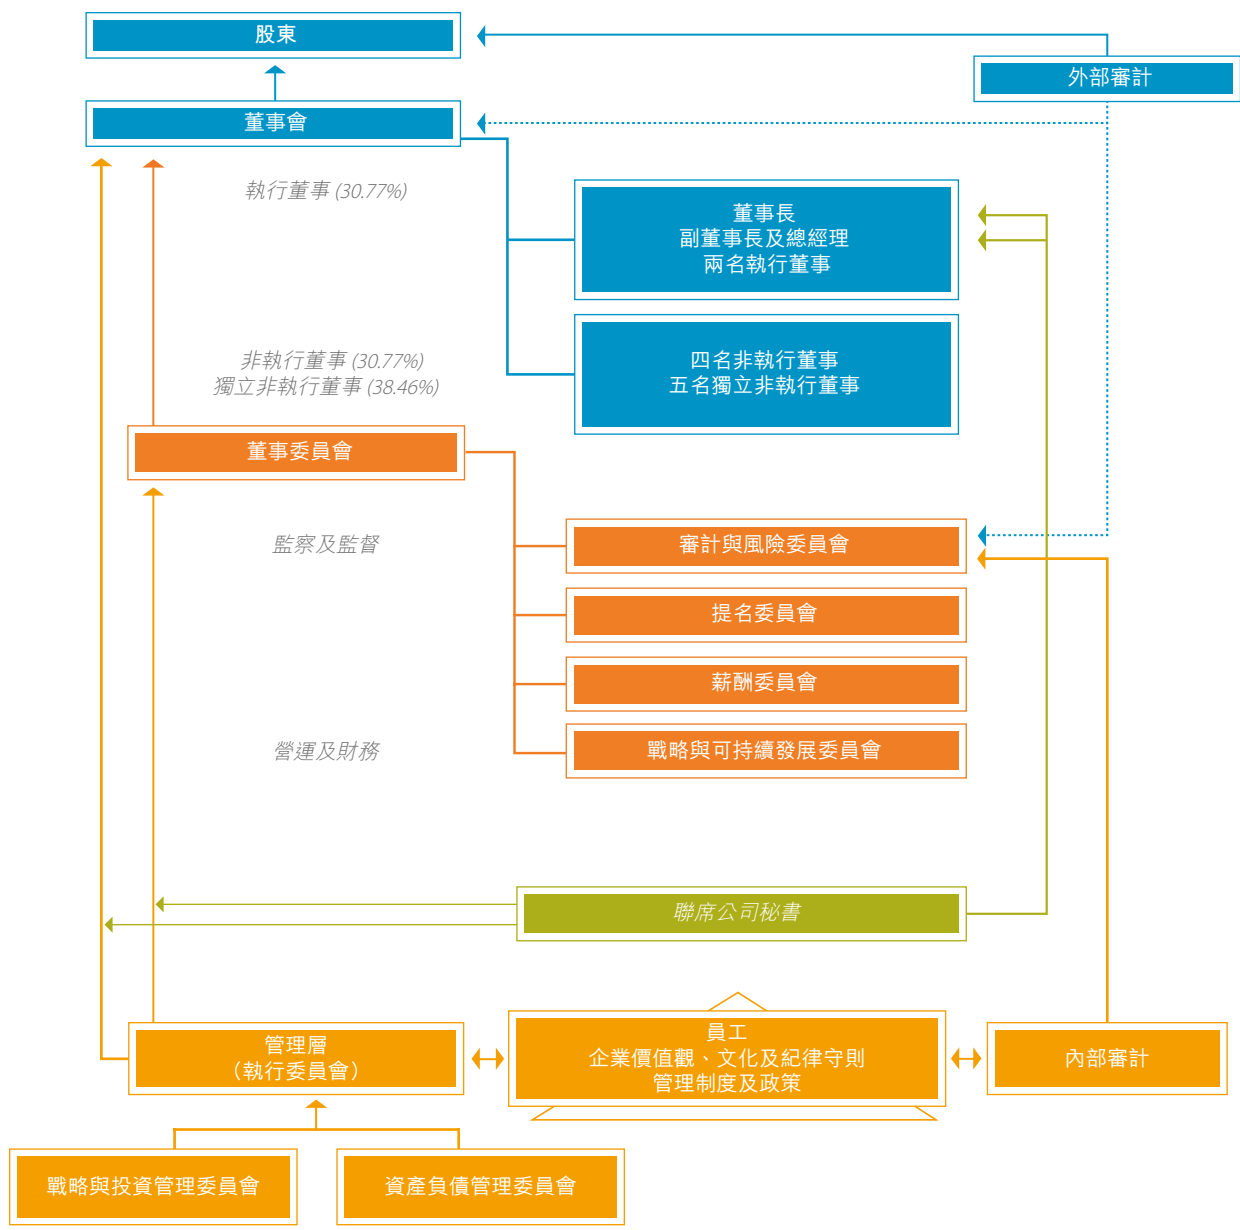 股東
外部審計
董事會
執行董事 (30.77%)
董事長
副董事長及總經理
兩名執行董事
非執行董事 (30.77%)
獨立非執行董事 (38.46%)
四名非執行董事
五名獨立非執行董事
董事委員會
監察及監督
審計與風險委員會
提名委員會
薪酬委員會
營運及財務
戰略與可持續發展委員會
聯席公司秘書
管理層
（執行委員會）
員工
企業價值觀、文化及紀律守則
管理制度及政策
內部審計
戰略與投資管理委員會
資產負債管理委員會